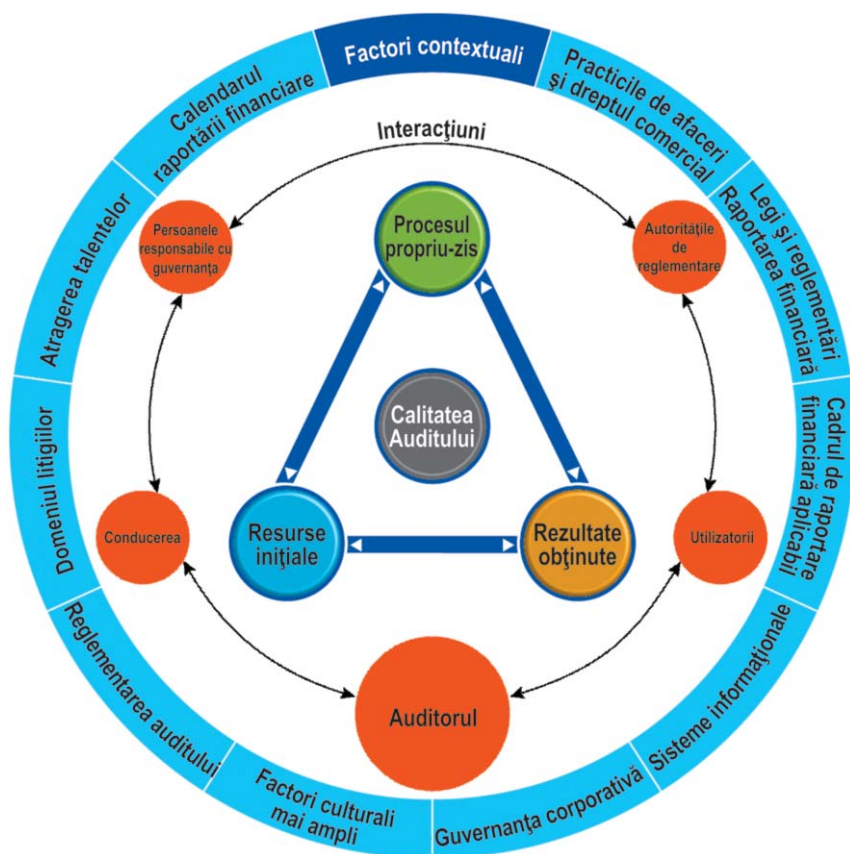 Factori contextuali
Practicile de afaceri
şi dreptul comercial
Legi şi reglementări
Raportarea financiară
Cadrul de raportare
financiară aplicabil
Sisteme informaţionale
Guvernanţa corporativă
Factori culturali
mai ampli
Reglementarea auditului
Domeniul litigiilor
Atragerea talentelor
Calendarul
raportării financiare
Interacţiuni
Persoanele
responsabile cu
guvernanţa
Autorităţile
de
reglementare
Procesul
propriu-zis
Calitatea
Auditului
Resurse
iniţiale
Rezultate
obţinute
Conducerea
Utilizatorii
Auditorul